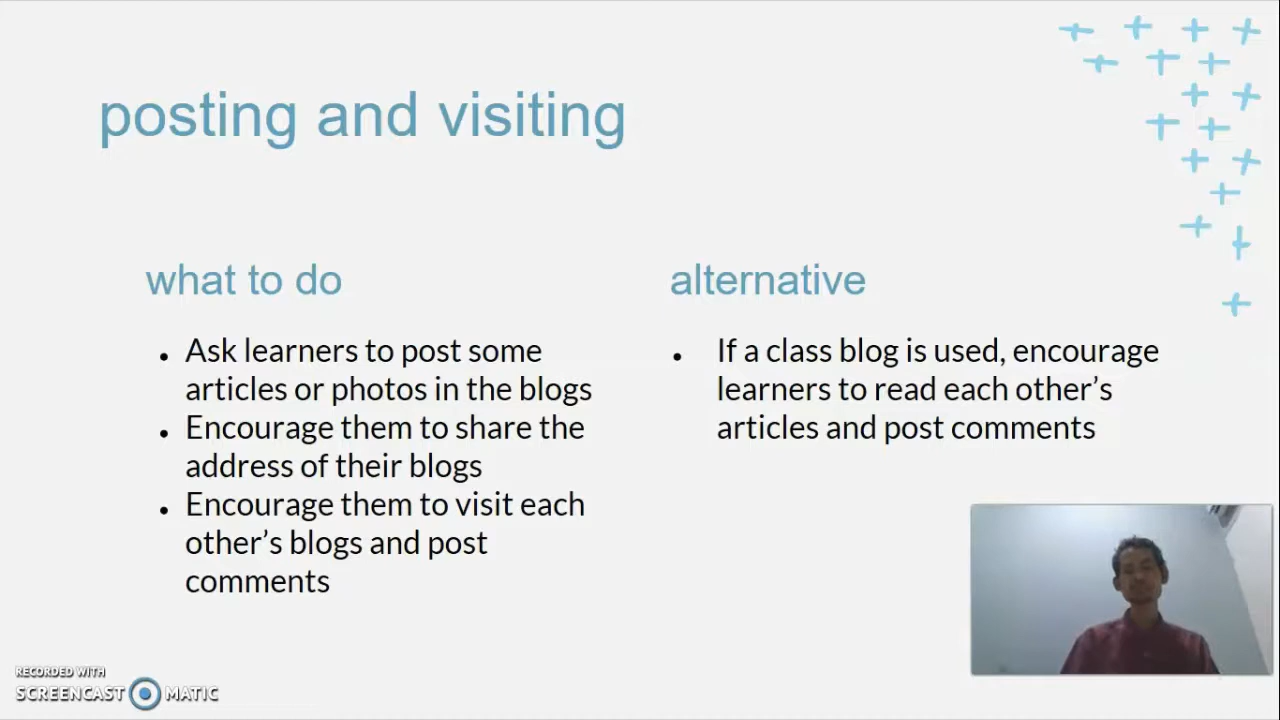 posting and visiting
what to do
• Ask learners to post some
articles or photos in the blogs
• Encourage them to share the
address of their blogs
• Encourage them to visit each
other’s blogs and post
comments
alternative
• If a class blog is used, encourage
learners to read each other’s
articles and post comments
RECORDED WITH
SCREENCAST MATIC